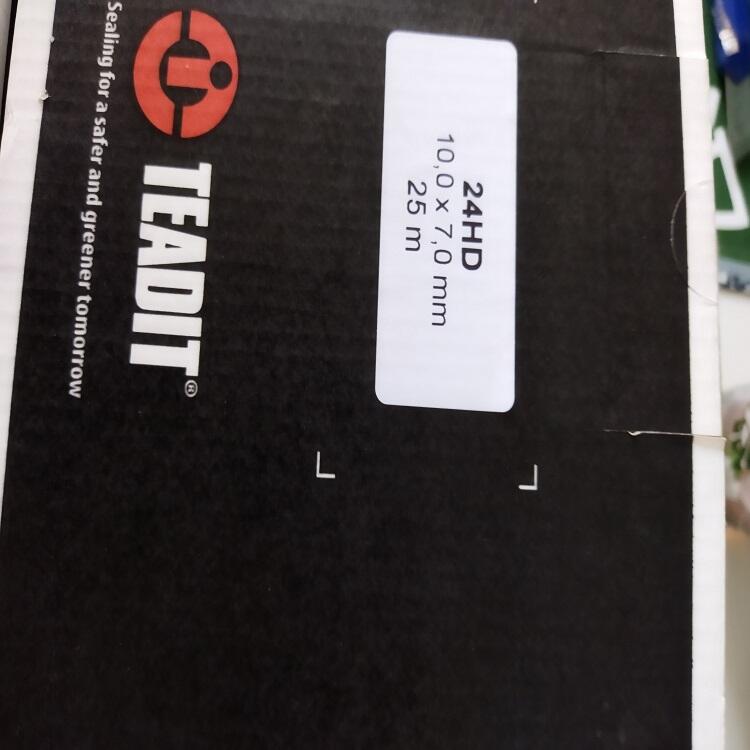 TEADIT®
Sealing for a safer and greener tomorrow
24HD
10,0 x 7,0 mm
25 m